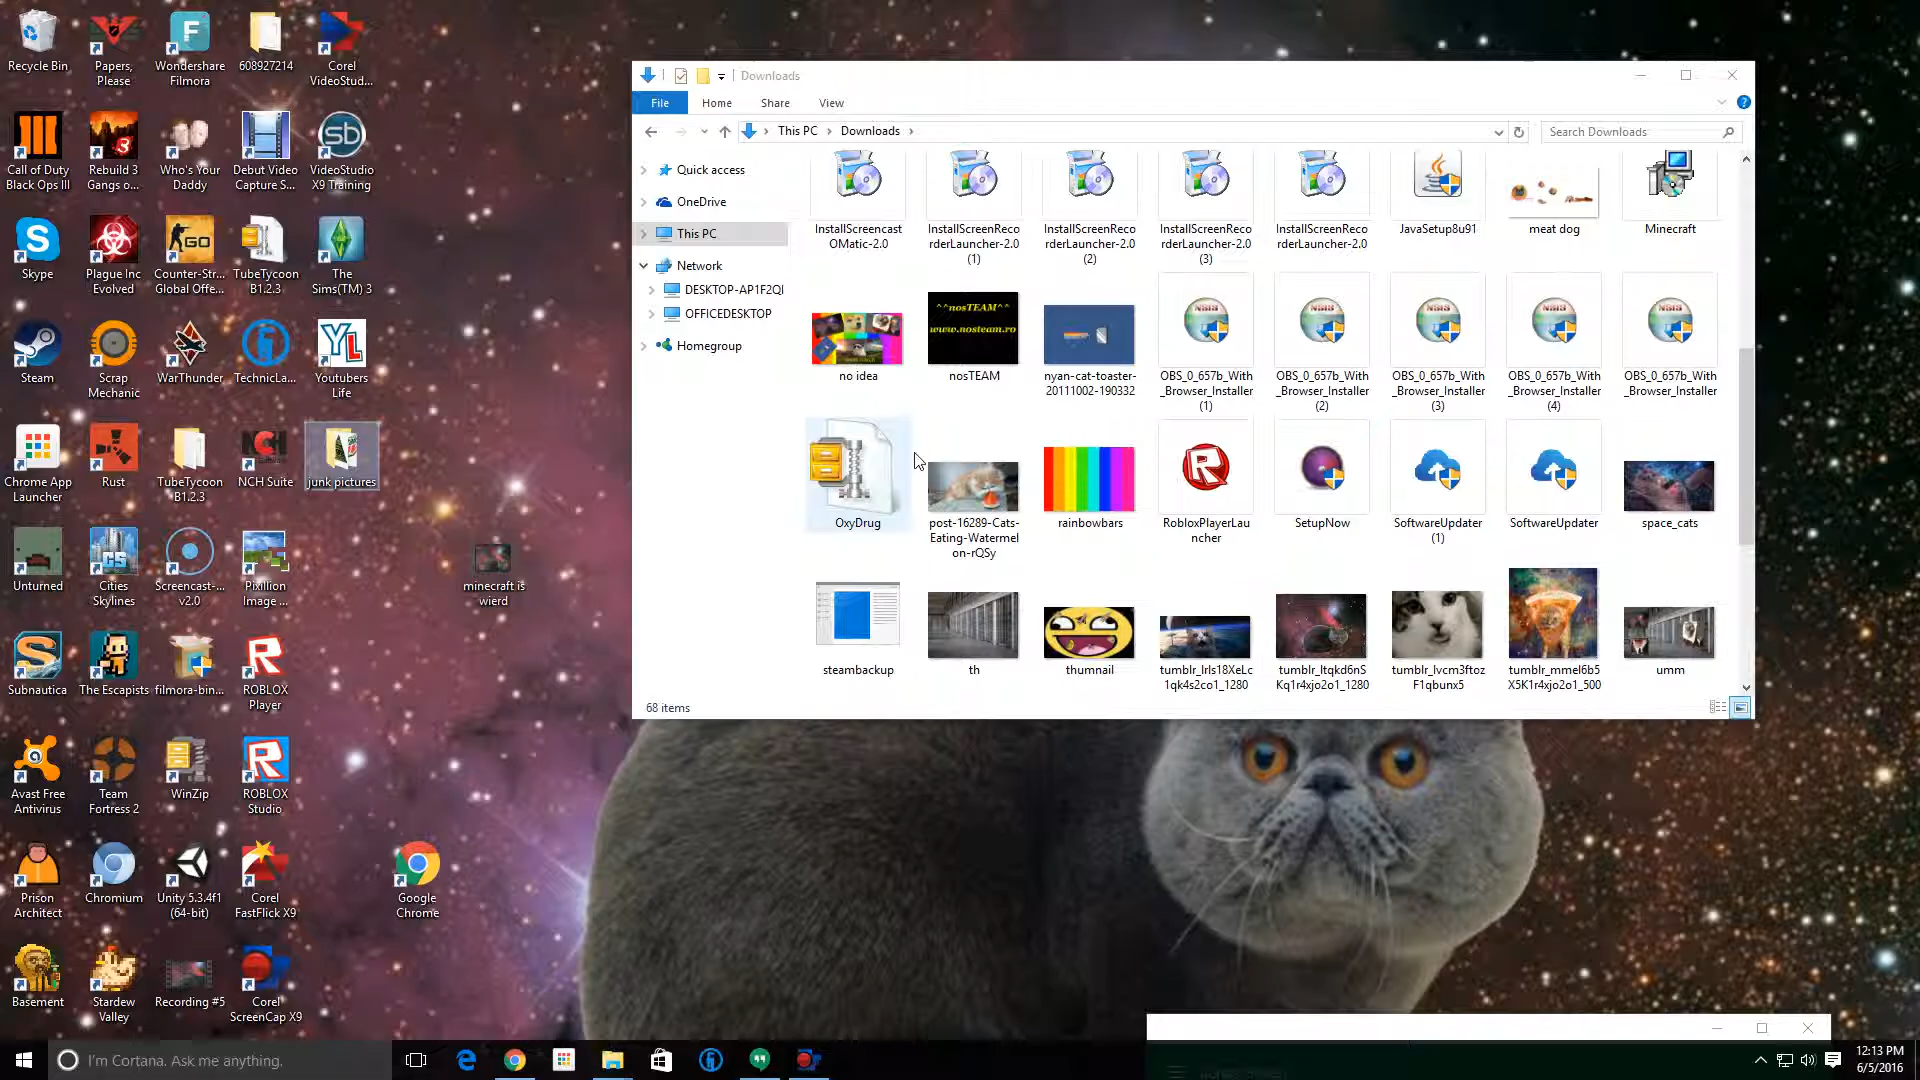 Recycle Bin
Papers,
Please
Wondershare
Filmora
608927214
Corel
VideoStud...
Call of Duty
Black Ops III
Rebuild 3
Gangs o...
Who's Your
Daddy
Debut Video
Capture S...
VideoStudio
X9 Training
Skype
Plague Inc
Evolved
Counter-Str...
Global Offe...
TubeTycoon
B1.2.3
The
Sims(TM) 3
Steam
Scrap
Mechanic
WarThunder
TechnicLa...
Youtubers
Life
Chrome App
Launcher
Rust
TubeTycoon
B1.2.3
NCH Suite
junk pictures
Unturned
Cities
Skylines
Screencast-...
v2.0
Pixillion
Image ...
minecraft is
wierd
Subnautica
The Escapists
filmora-bin...
ROBLOX
Player
Avast Free
Antivirus
Team
Fortress 2
WinZip
ROBLOX
Studio
Prison
Architect
Chromium
Unity 5.3.4f1
(64-bit)
Corel
FastFlick X9
Google
Chrome
Basement
Stardew
Valley
Recording #5
Corel
ScreenCap X9
Downloads
File
Home
Share
View
This PC
Downloads
Search Downloads
Quick access
OneDrive
This PC
Network
DESKTOP-AP1F2QI
OFFICEDESKTOP
Homegroup
InstallScreencast
OMatic-2.0
InstallScreenReco
rderLauncher-2.0
(1)
InstallScreenReco
rderLauncher-2.0
(2)
InstallScreenReco
rderLauncher-2.0
(3)
InstallScreenReco
rderLauncher-2.0
JavaSetup8u91
meat dog
Minecraft
no idea
^^nosTEAM^^
www.nosteam.ro
nosTEAM
nyan-cat-toaster-
20111002-190332
OBS_0_657b_With
_Browser_Installer
(1)
OBS_0_657b_With
_Browser_Installer
(2)
OBS_0_657b_With
_Browser_Installer
(3)
OBS_0_657b_With
_Browser_Installer
(4)
OBS_0_657b_With
_Browser_Installer
OxyDrug
post-16289-Cats-
Eating-Watermel
on-rQSy
rainbowbars
RobloxPlayerLau
ncher
SetupNow
SoftwareUpdater
(1)
SoftwareUpdater
space_cats
steambackup
th
thumnail
tumblr_lrls18XeLc
1qk4s2co1_1280
tumblr_ltqkd6nS
Kq1r4xjo2o1_1280
tumblr_lvcm3ftoz
F1qbunx5
tumblr_mmel6b5
X5K1r4xjo2o1_500
umm
68 items
I'm Cortana. Ask me anything.
12:13 PM
6/5/2016